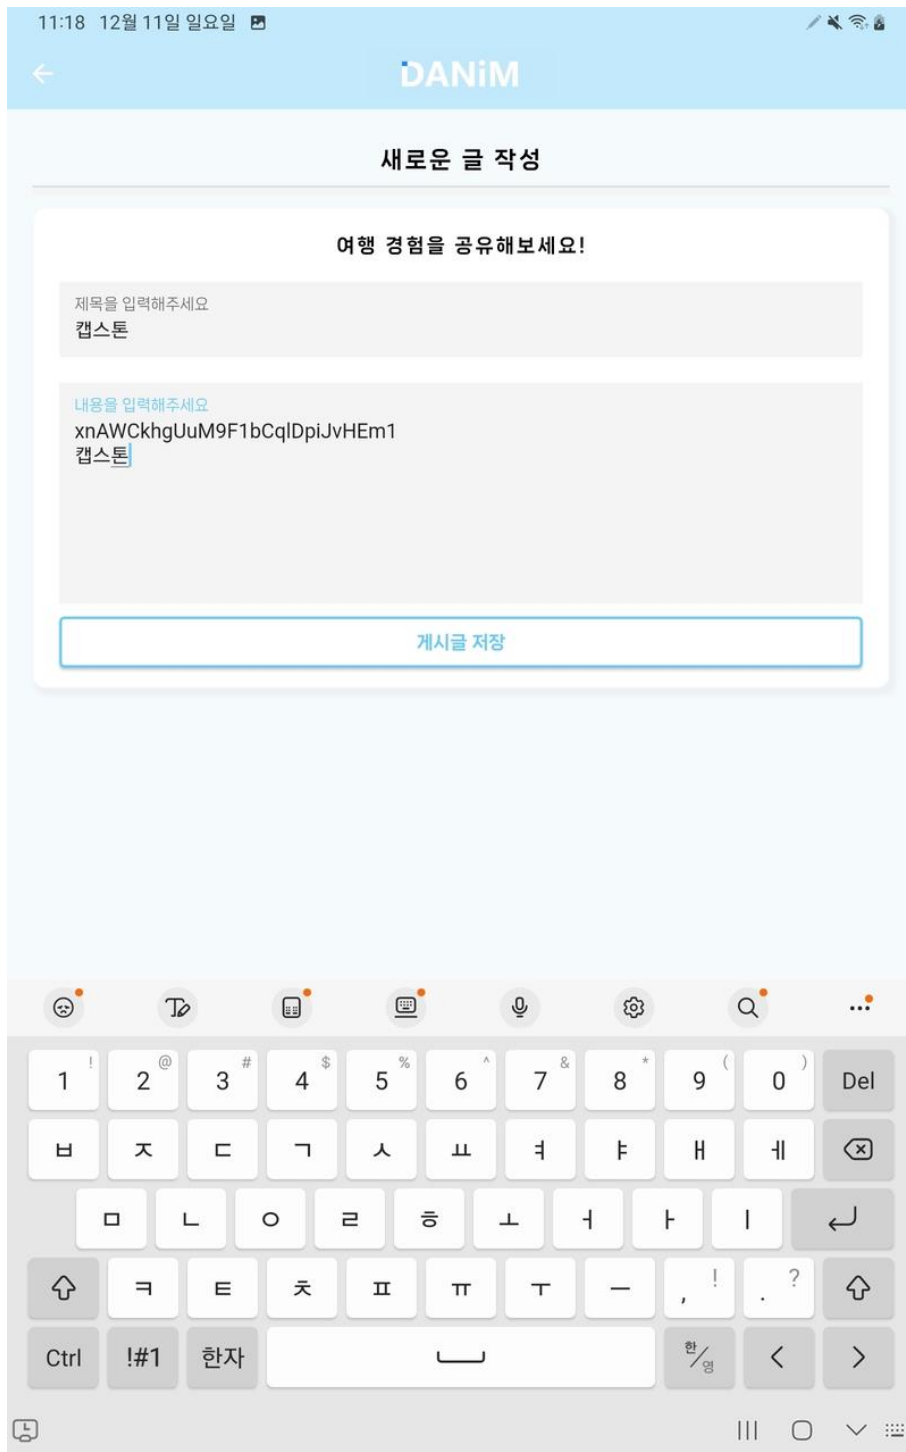 11:18 12월 11일 일요일
DANiM
새로운 글 작성
여행 경험을 공유해보세요!
제목을 입력해주세요
캡스톤
내용을 입력해주세요
xnAWCkhgUuM9F1bCqlDpiJvHEm1
캡스톤
게시글 저장
! @ # $ % ^ & * ( )
1 2 3 4 5 6 7 8 9 0 Del
ㅂ ㅈ ㄷ ㄱ ㅅ ㅛ ㅕ ㅑ ㅐ ㅔ
ㅁ ㄴ ㅇ ㄹ ㅎ ㅗ ㅓ ㅏ ㅣ
ㅋ ㅌ ㅊ ㅍ ㅠ ㅜ ㅡ , ! . ?
Ctrl !#1 한자 한/영 < >